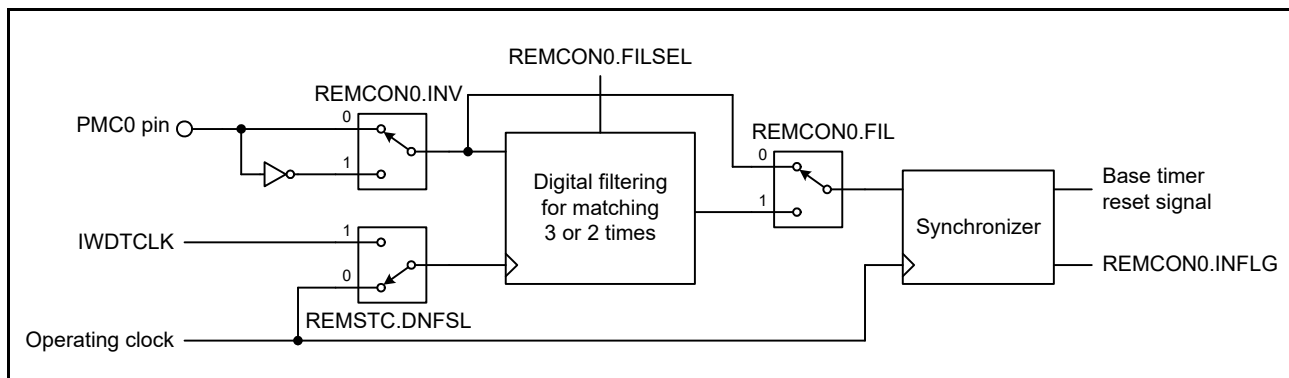 REMCON0.FILSEL
REMCON0.INV
PMC0 pin
0
1
REMCON0.FIL
0
1
Digital filtering
for matching
3 or 2 times
Synchronizer
Base timer
reset signal
REMCON0.INFLG
IWDTCLK
1
0
REMSTC.DNFSL
Operating clock